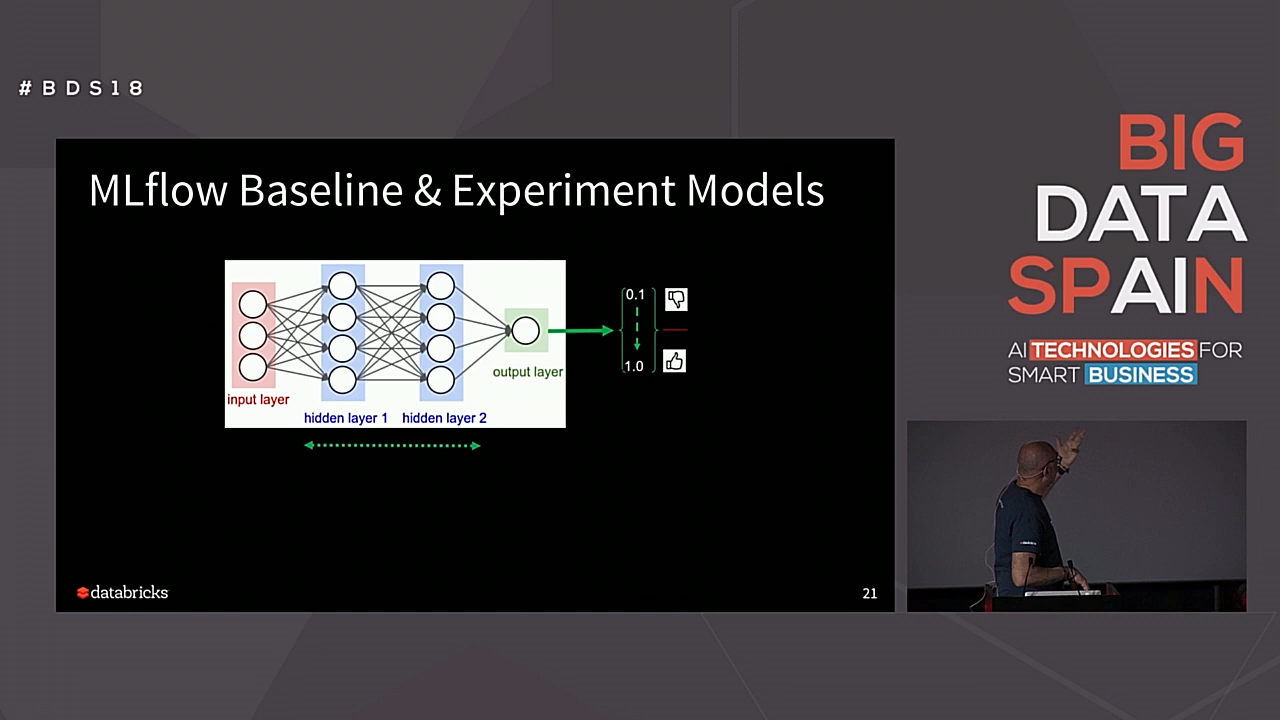 #BDS18
MLflow Baseline & Experiment Models
0.1
1.0
output layer
input layer
hidden layer 1
hidden layer 2
databricks
21
BIG
DATA
SPAIN
AI TECHNOLOGIES FOR
SMART BUSINESS